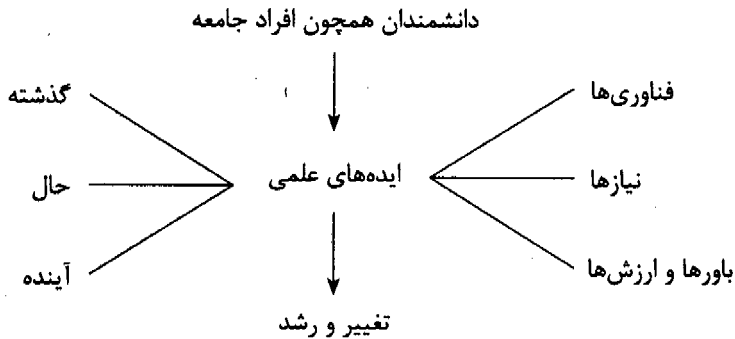 دانشمندان همچون افراد جامعه
فناوری‌ها
گذشته
ایده‌های علمی
نیازها
حال
باورها و ارزش‌ها
آینده
تغییر و رشد